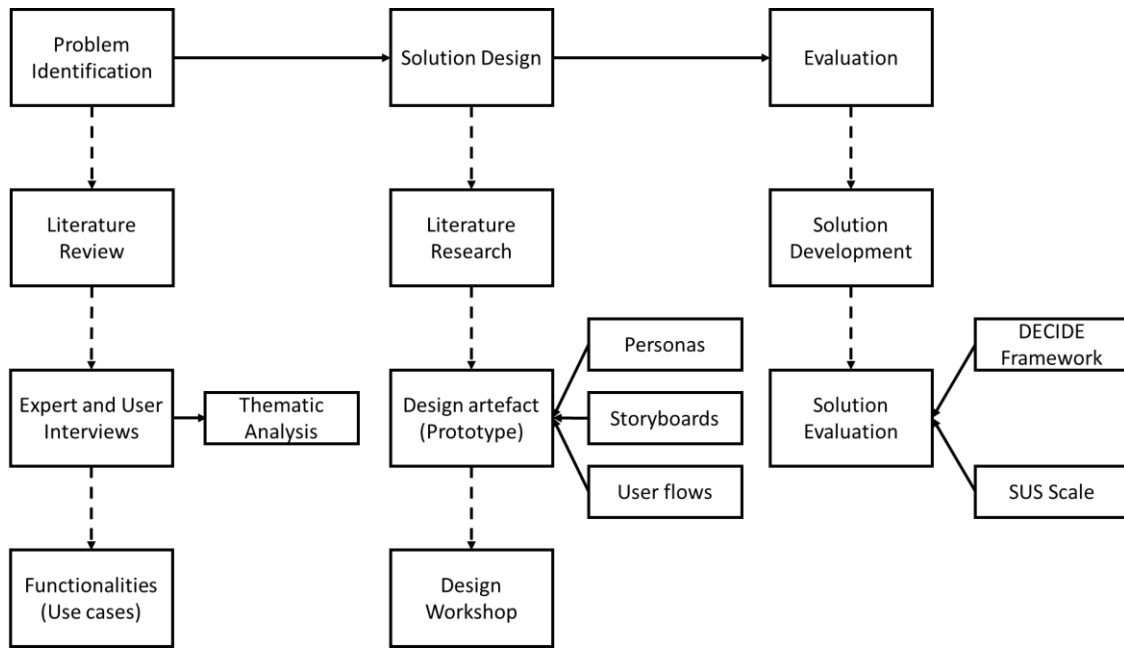 Problem
Identification
Solution Design
Evaluation
Literature
Review
Literature
Research
Solution
Development
Expert and User
Interviews
Thematic
Analysis
Design artefact
(Prototype)
Personas
Storyboards
User flows
Solution
Evaluation
DECIDE
Framework
SUS Scale
Functionalities
(Use cases)
Design
Workshop